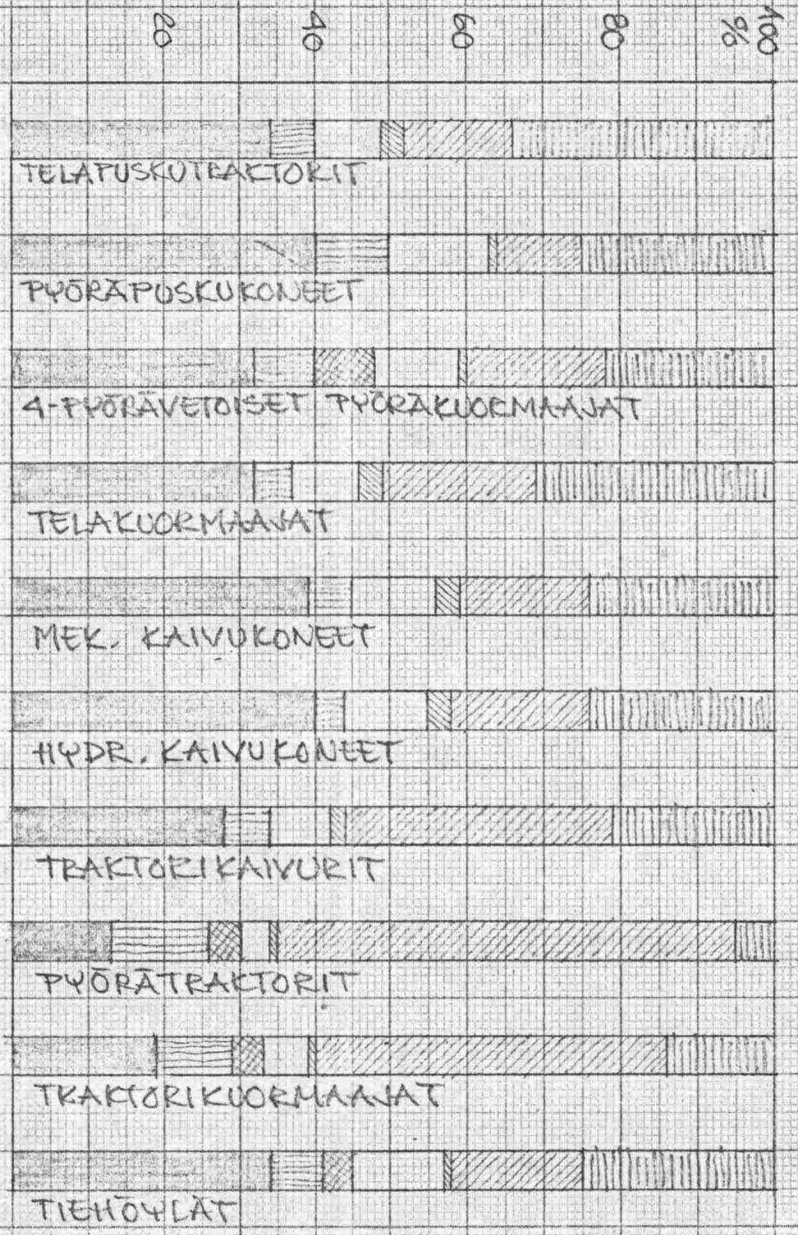 20 40 60 80 % 100
TELAPUSKUTRAKTORIT
PYÖRÄPUSKUKONEET
4-PYÖRÄVETOISET PYÖRÄKUORMAAJAT
TELAKUORMAAJAT
MEK. KAIVUKONEET
HYDR. KAIVUKONEET
TRAKTORIKAIVURIT
PYÖRÄTRAKTORIT
TRAKTORIKUORMAAJAT
TIEHÖYLÄT